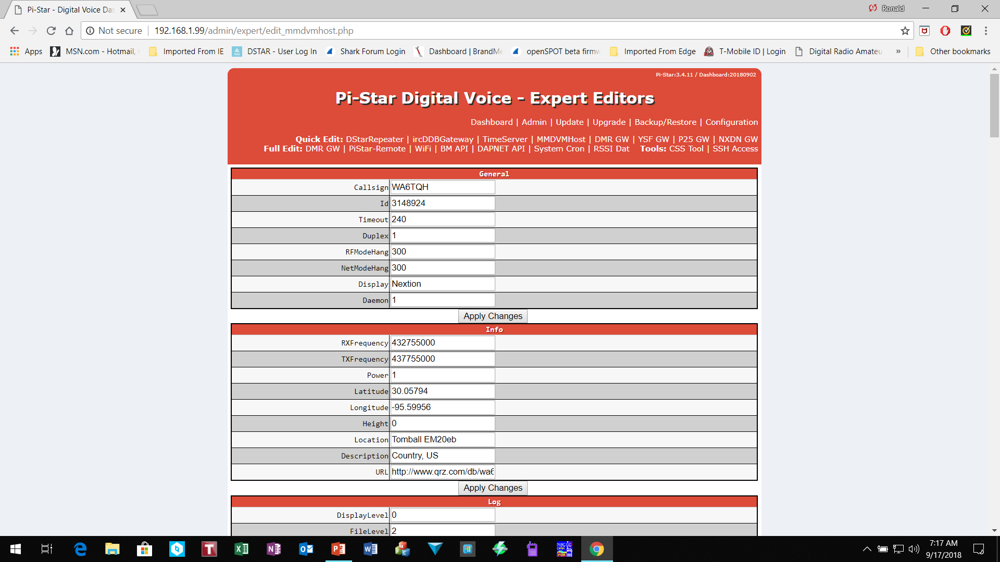 Pi-Star - Digital Voice Das
Ronald
Not secure 192.168.1.99/admin/expert/edit_mmdvmhost.php
Apps MSN.com - Hotmail, Imported From IE DSTAR - User Log In Shark Forum Login Dashboard | BrandMe openSPOT beta firmw Imported From Edge T-Mobile ID | Login Digital Radio Amateu » Other bookmarks
Pi-Star:3.4.11 / Dashboard:20180902
Pi-Star Digital Voice - Expert Editors
Dashboard | Admin | Update | Upgrade | Backup/Restore | Configuration
Quick Edit: DStarRepeater | ircDDBGateway | TimeServer | MMDVMHost | DMR GW | YSF GW | P25 GW | NXDN GW
Full Edit: DMR GW | PiStar-Remote | WiFi | BM API | DAPNET API | System Cron | RSSI Dat Tools: CSS Tool | SSH Access
General
Callsign WA6TQH
Id 3148924
Timeout 240
Duplex 1
RFModeHang 300
NetModeHang 300
Display Nextion
Daemon 1
Apply Changes
Info
RXFrequency 432755000
TXFrequency 437755000
Power 1
Latitude 30.05794
Longitude -95.59956
Height 0
Location Tomball EM20eb
Description Country, US
URL http://www.qrz.com/db/wa6
Apply Changes
Log
DisplayLevel 0
FileLevel 2
7:17 AM
9/17/2018